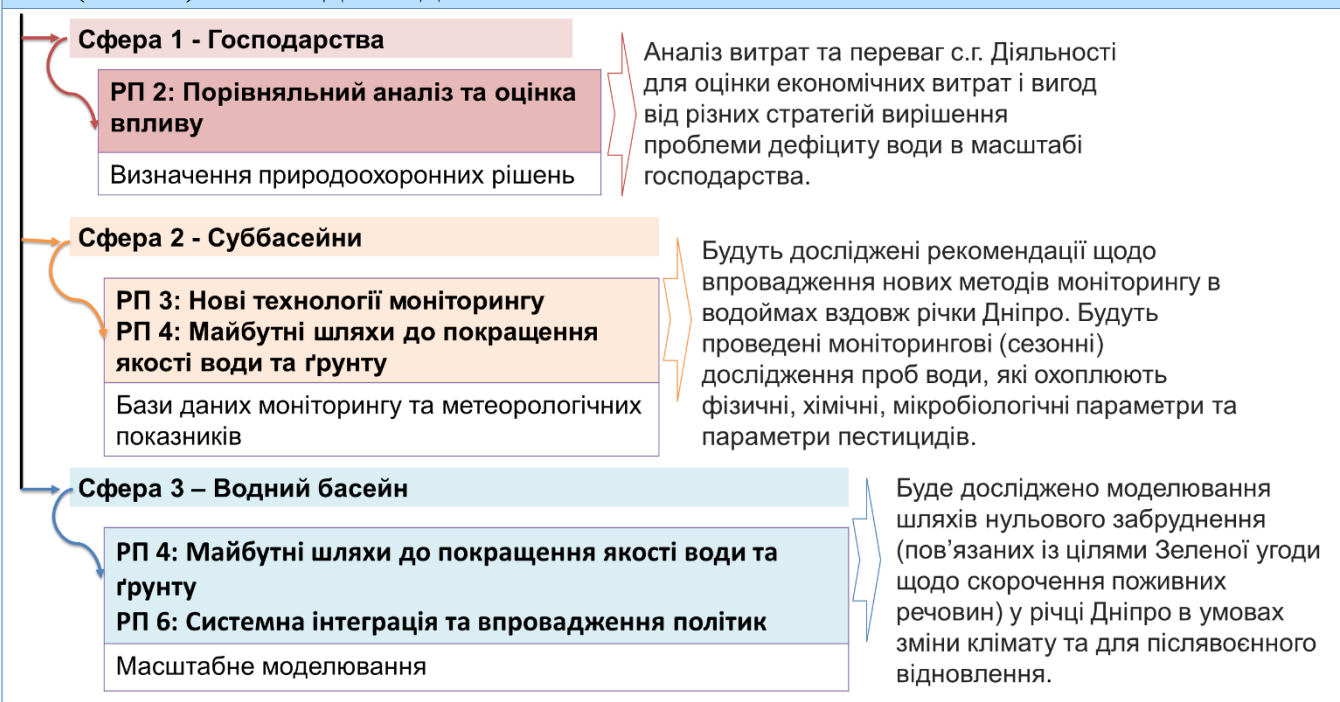 Сфера 1 - Господарства
РП 2: Порівняльний аналіз та оцінка
впливу
Визначення природоохоронних рішень
Аналіз витрат та переваг с.г. Діяльності
для оцінки економічних витрат і вигод
від різних стратегій вирішення
проблеми дефіциту води в масштабі
господарства.
Сфера 2 - Суббасейни
РП 3: Нові технології моніторингу
РП 4: Майбутні шляхи до покращення
якості води та ґрунту
Бази даних моніторингу та метеорологічних
показників
Будуть досліджені рекомендації щодо
впровадження нових методів моніторингу в
водоймах вздовж річки Дніпро. Будуть
проведені моніторингові (сезонні)
дослідження проб води, які охоплюють
фізичні, хімічні, мікробіологічні параметри та
параметри пестицидів.
Сфера 3 – Водний басейн
РП 4: Майбутні шляхи до покращення якості води та
ґрунту
РП 6: Системна інтеграція та впровадження політик
Масштабне моделювання
Буде досліджено моделювання
шляхів нульового забруднення
(пов’язаних із цілями Зеленої угоди
щодо скорочення поживних
речовин) у річці Дніпро в умовах
зміни клімату та для післявоєнного
відновлення.